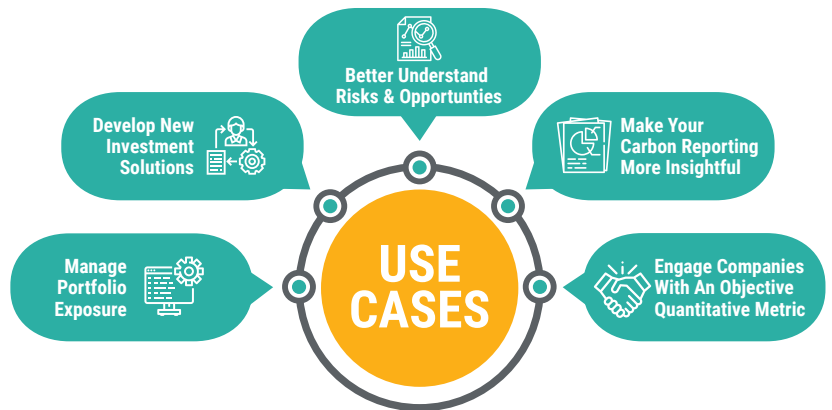 Better Understand
Risks & Opportunties
Develop New
Investment
Solutions
Make Your
Carbon Reporting
More Insightful
Manage
Portfolio
Exposure
USE
CASES
Engage Companies
With An Objective
Quantitative Metric